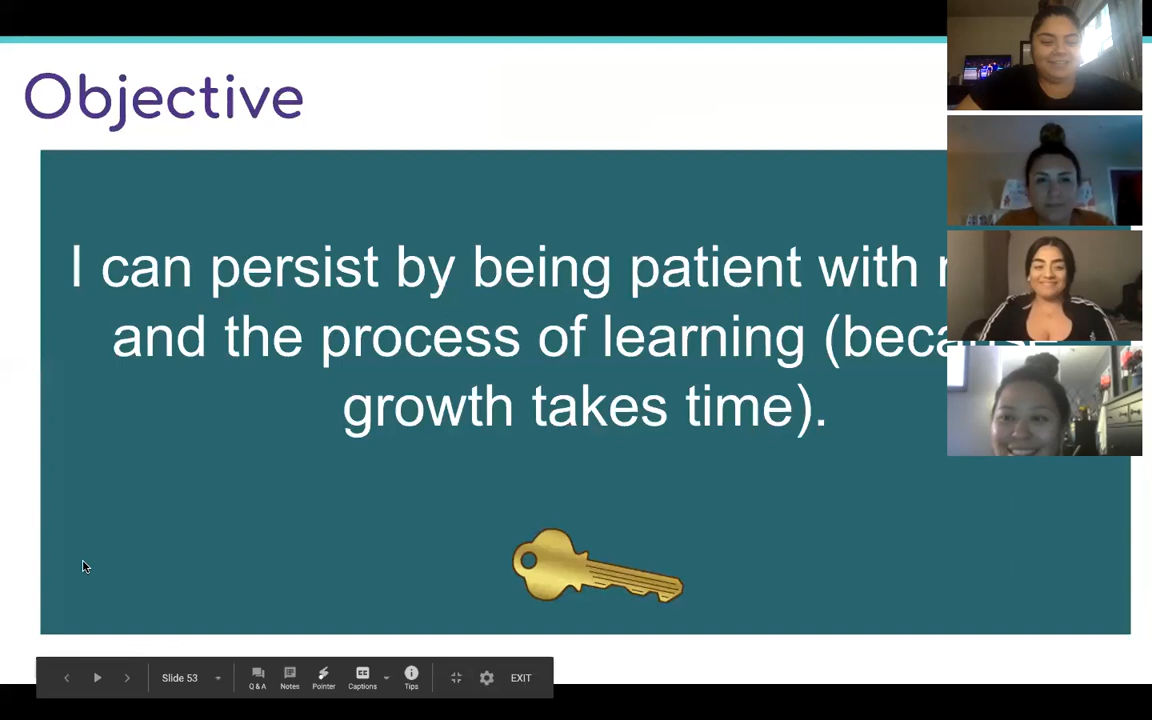 Objective
I can persist by being patient with
and the process of learning (because
growth takes time).
Slide 53
Q & A
Notes
Pointer
Captions
Tips
EXIT